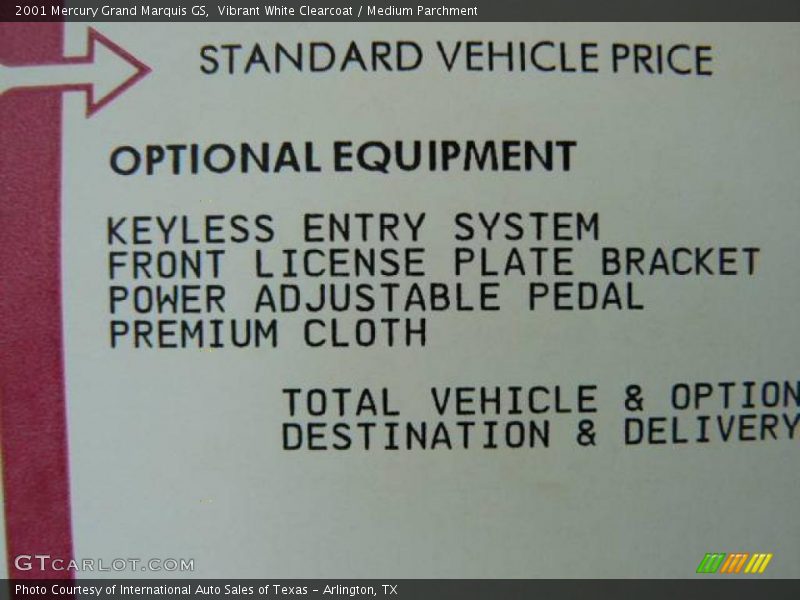 2001 Mercury Grand Marquis GS,  Vibrant White Clearcoat / Medium Parchment
STANDARD VEHICLE PRICE
OPTIONAL EQUIPMENT
KEYLESS ENTRY SYSTEM
FRONT LICENSE PLATE BRACKET
POWER ADJUSTABLE PEDAL
PREMIUM CLOTH
TOTAL VEHICLE & OPTION
DESTINATION & DELIVERY
GTCARLOT.COM
Photo Courtesy of International Auto Sales of Texas - Arlington, TX